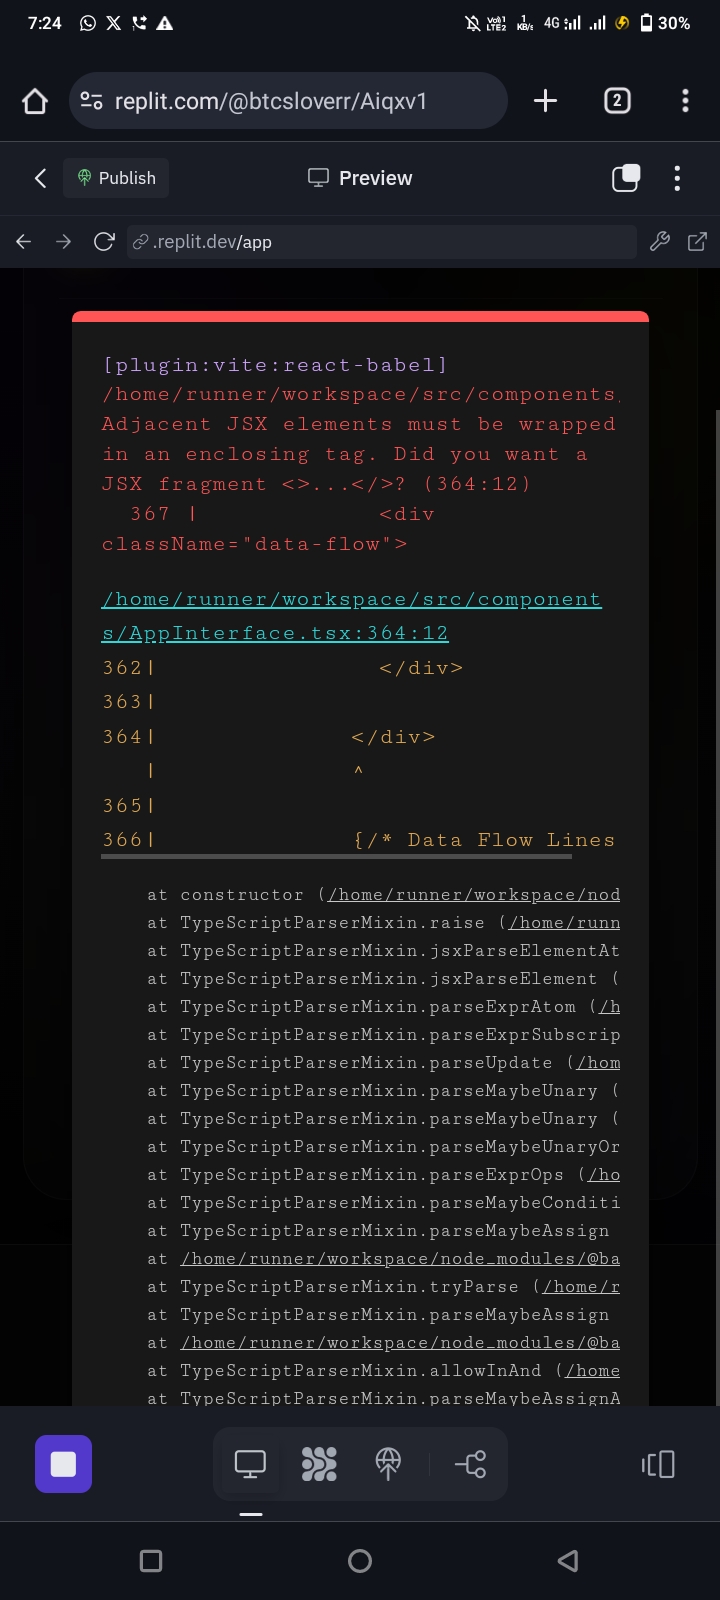 7:24
Vo))1 LTE2 1 KB/s 4G 30%
replit.com/@btcsloverr/Aiqxv1
2
Publish
Preview
.replit.dev/app
[plugin:vite:react-babel]
/home/runner/workspace/src/components/
Adjacent JSX elements must be wrapped
in an enclosing tag. Did you want a
JSX fragment <>...</>? (364:12)
367 | <div
className="data-flow">
/home/runner/workspace/src/component
s/AppInterface.tsx:364:12
362| </div>
363|
364| </div>
| ^
365|
366| {/* Data Flow Lines
at constructor (/home/runner/workspace/nod
at TypeScriptParserMixin.raise (/home/runn
at TypeScriptParserMixin.jsxParseElementAt
at TypeScriptParserMixin.jsxParseElement (
at TypeScriptParserMixin.parseExprAtom (/h
at TypeScriptParserMixin.parseExprSubscrip
at TypeScriptParserMixin.parseUpdate (/hom
at TypeScriptParserMixin.parseMaybeUnary (
at TypeScriptParserMixin.parseMaybeUnary (
at TypeScriptParserMixin.parseMaybeUnaryOr
at TypeScriptParserMixin.parseExprOps (/ho
at TypeScriptParserMixin.parseMaybeConditi
at TypeScriptParserMixin.parseMaybeAssign
at /home/runner/workspace/node_modules/@ba
at TypeScriptParserMixin.tryParse (/home/r
at TypeScriptParserMixin.parseMaybeAssign
at /home/runner/workspace/node_modules/@ba
at TypeScriptParserMixin.allowInAnd (/home
at TypeScriptParserMixin.parseMaybeAssignA